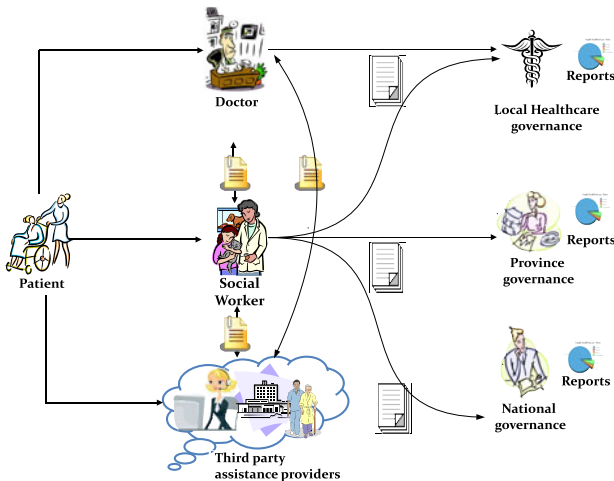 Doctor
Reports
Local Healthcare
governance
Patient
Social
Worker
Reports
Province
governance
Reports
National
governance
Third party
assistance providers